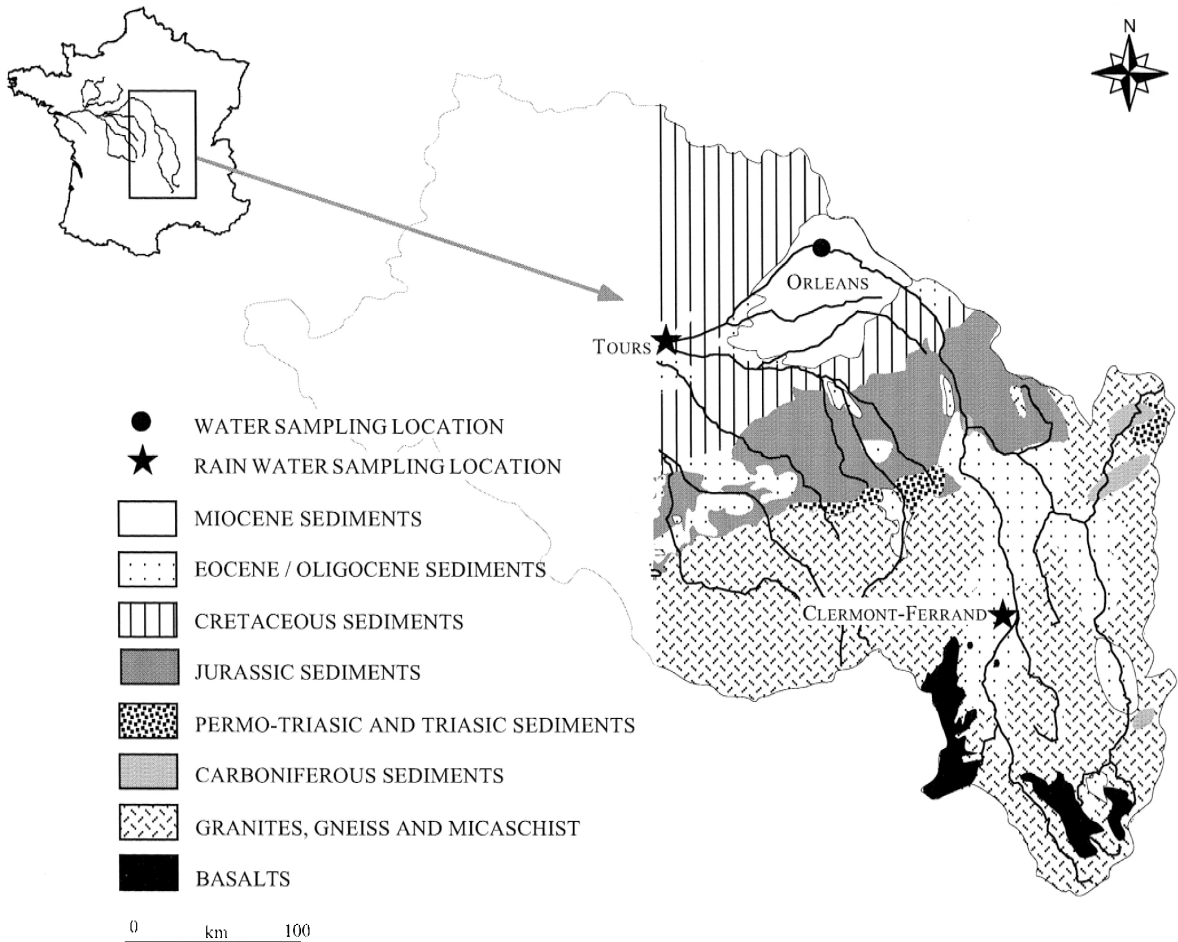 N
ORLEANS
TOURS
WATER SAMPLING LOCATION
RAIN WATER SAMPLING LOCATION
MIOCENE SEDIMENTS
EOCENE / OLIGOCENE SEDIMENTS
CRETACEOUS SEDIMENTS
CLERMONT-FERRAND
JURASSIC SEDIMENTS
PERMO-TRIASIC AND TRIASIC SEDIMENTS
CARBONIFEROUS SEDIMENTS
GRANITES, GNEISS AND MICASCHIST
BASALTS
0 km 100